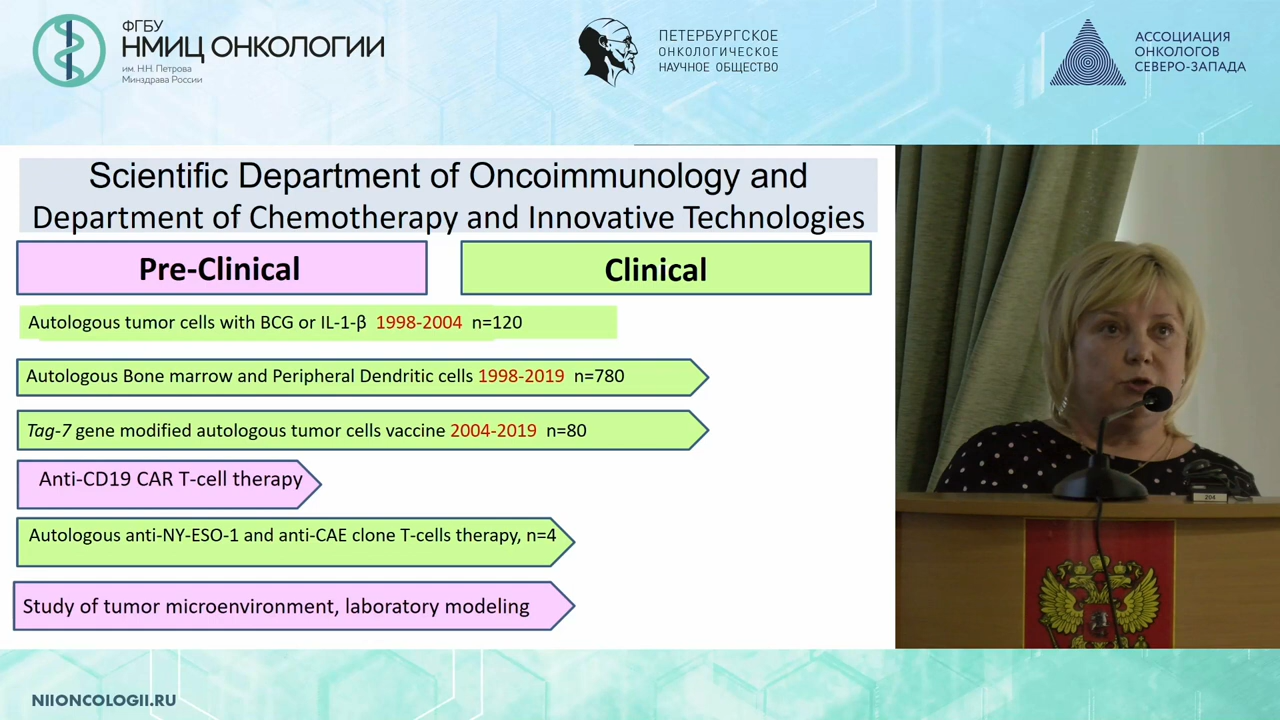 ФГБУ
НМИЦ ОНКОЛОГИИ
им. Н.Н. Петрова
Минздрава России
ПЕТЕРБУРГСКОЕ
ОНКОЛОГИЧЕСКОЕ
НАУЧНОЕ ОБЩЕСТВО
АССОЦИАЦИЯ
ОНКОЛОГОВ
СЕВЕРО-ЗАПАДА
Scientific Department of Oncoimmunology and
Department of Chemotherapy and Innovative Technologies
Pre-Clinical
Clinical
Autologous tumor cells with BCG or IL-1-β 1998-2004 n=120
Autologous Bone marrow and Peripheral Dendritic cells 1998-2019 n=780
Tag-7 gene modified autologous tumor cells vaccine 2004-2019 n=80
Anti-CD19 CAR T-cell therapy
Autologous anti-NY-ESO-1 and anti-CAE clone T-cells therapy, n=4
Study of tumor microenvironment, laboratory modeling
204
NIIONCOLOGII.RU